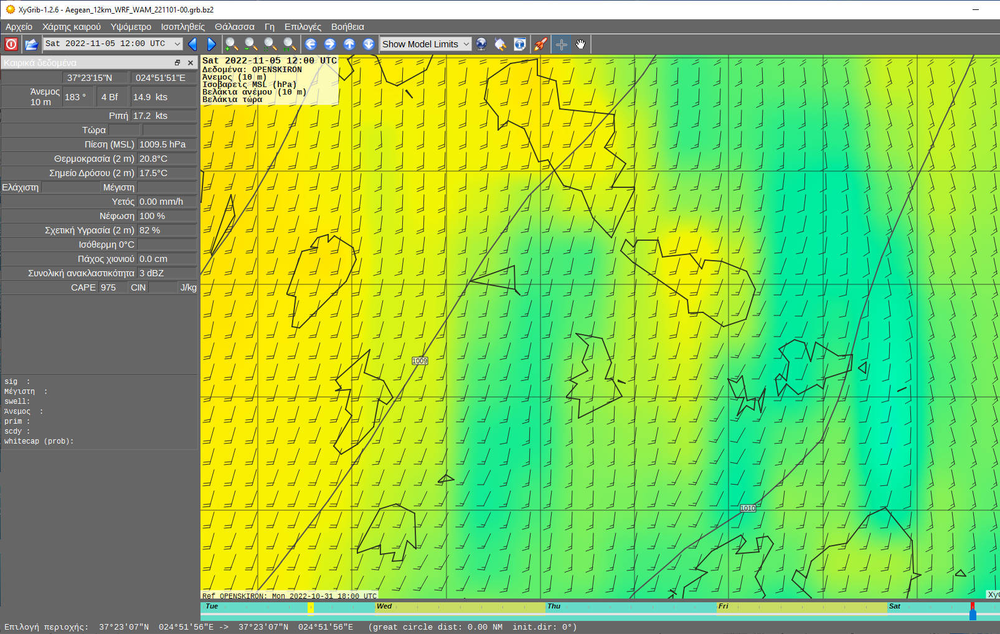 XyGrib-1.2.6 - Aegean_12km_WRF_WAM_221101-00.grb.bz2
Αρχείο Χάρτης καιρού Υψόμετρο Ισοπληθείς Θάλασσα Γη Επιλογές Βοήθεια
Sat 2022-11-05 12:00 UTC Show Model Limits
Καιρικά δεδομένα
37°23'15"N 024°51'51"E
Άνεμος
10 m 183 ° 4 Bf 14.9 kts
Ριπή 17.2 kts
Τώρα
Πίεση (MSL) 1009.5 hPa
Θερμοκρασία (2 m) 20.8°C
Σημείο Δρόσου (2 m) 17.5°C
Ελάχιστη Μέγιστη
Υετός 0.00 mm/h
Νέφωση 100 %
Σχετική Υγρασία (2 m) 82 %
Ισόθερμη 0°C
Πάχος χιονιού 0.0 cm
Συνολική ανακλαστικότητα 3 dBZ
CAPE 975 CIN J/kg
sig :
Μέγιστη :
swell:
Άνεμος :
prim :
scdy :
whitecap (prob):
Sat 2022-11-05 12:00 UTC
Δεδομένα: OPENSKIRON
Άνεμος (10 m)
Ισοβαρείς MSL (hPa)
Βελάκια ανέμου (10 m)
Βελάκια τώρα
1009
1010
Ref OPENSKIRON: Mon 2022-10-31 18:00 UTC
XyG
Tue Wed Thu Fri Sat
Επιλογή περιοχής: 37°23'07"N 024°51'56"E -> 37°23'07"N 024°51'56"E (great circle dist: 0.00 NM init.dir: 0°)